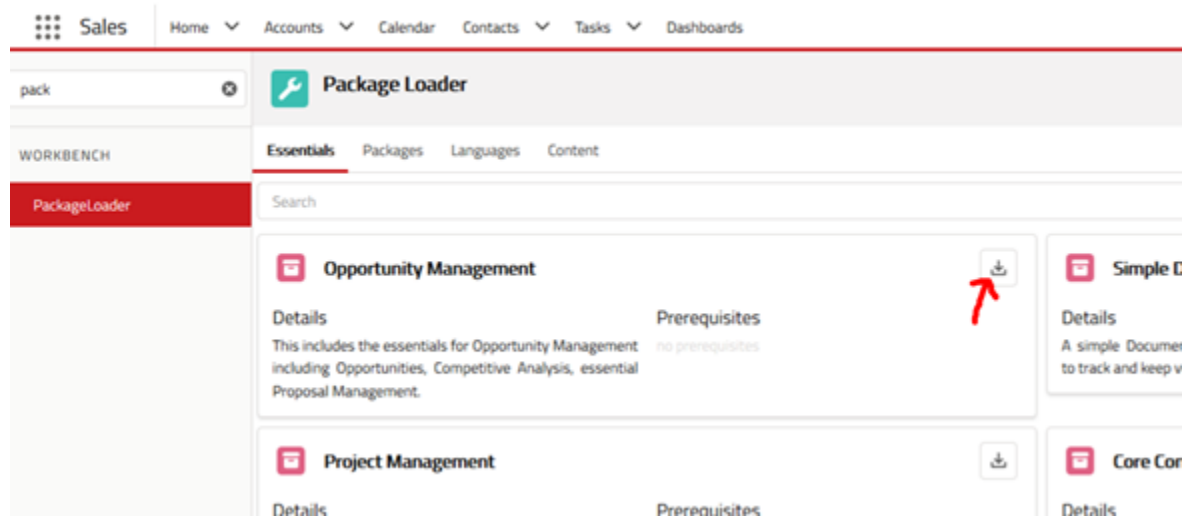 Sales Home Accounts Calendar Contacts Tasks Dashboards
pack
Package Loader
WORKBENCH
Essentials Packages Languages Content
PackageLoader
Search
Opportunity Management
Details
This includes the essentials for Opportunity Management
including Opportunities, Competitive Analysis, essential
Proposal Management.
Prerequisites
no prerequisites
Simple
Details
A simple
to track and keep
Project Management
Details
Prerequisites
Core
Details